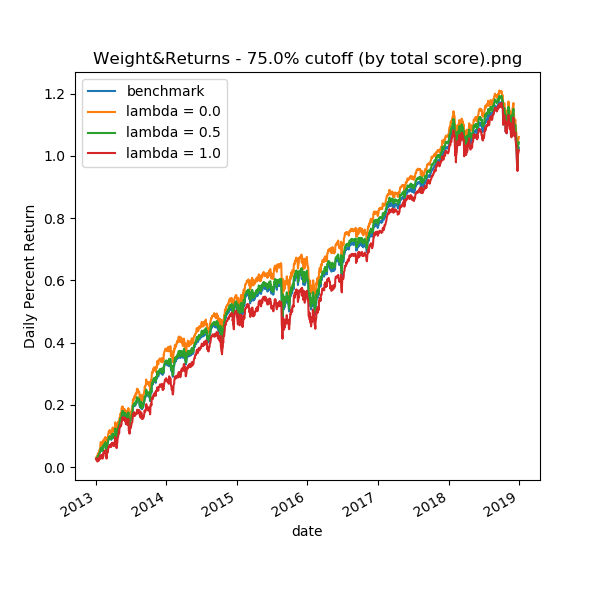 Weight&Returns - 75.0% cutoff (by total score).png
benchmark
lambda = 0.0
lambda = 0.5
lambda = 1.0
Daily Percent Return
1.2
1.0
0.8
0.6
0.4
0.2
0.0
2013 2014 2015 2016 2017 2018 2019
date